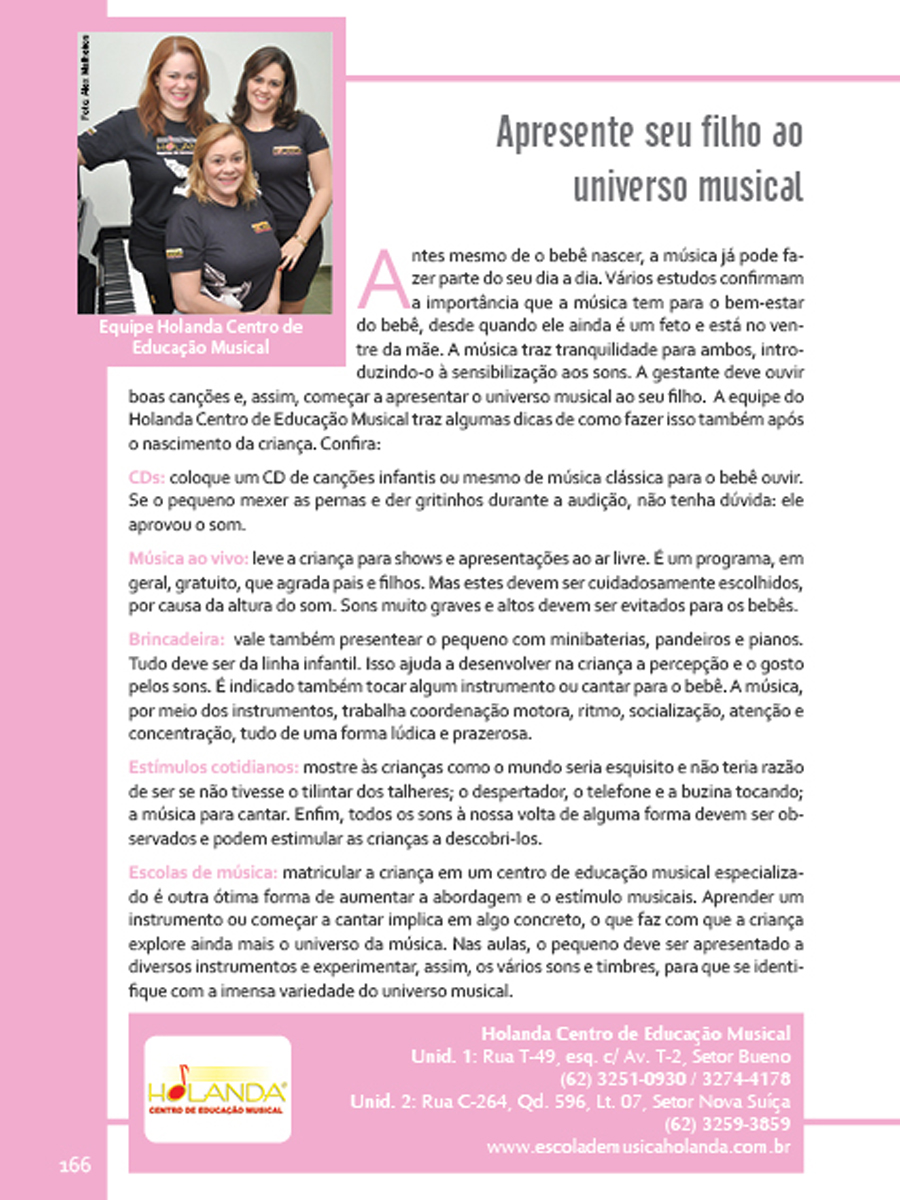 Foto: Alex Malheiros
HOLANDA
Equipe Holanda Centro de
Educação Musical
Apresente seu filho ao
universo musical
Antes mesmo de o bebê nascer, a música já pode fa-
zer parte do seu dia a dia. Vários estudos confirmam
a importância que a música tem para o bem-estar
do bebê, desde quando ele ainda é um feto e está no ven-
tre da mãe. A música traz tranquilidade para ambos, intro-
duzindo-o à sensibilização aos sons. A gestante deve ouvir
boas canções e, assim, começar a apresentar o universo musical ao seu filho. A equipe do
Holanda Centro de Educação Musical traz algumas dicas de como fazer isso também após
o nascimento da criança. Confira:
CDs: coloque um CD de canções infantis ou mesmo de música clássica para o bebê ouvir.
Se o pequeno mexer as pernas e der gritinhos durante a audição, não tenha dúvida: ele
aprovou o som.
Música ao vivo: leve a criança para shows e apresentações ao ar livre. É um programa, em
geral, gratuito, que agrada pais e filhos. Mas estes devem ser cuidadosamente escolhidos,
por causa da altura do som. Sons muito graves e altos devem ser evitados para os bebês.
Brincadeira: vale também presentear o pequeno com minibaterias, pandeiros e pianos.
Tudo deve ser da linha infantil. Isso ajuda a desenvolver na criança a percepção e o gosto
pelos sons. É indicado também tocar algum instrumento ou cantar para o bebê. A música,
por meio dos instrumentos, trabalha coordenação motora, ritmo, socialização, atenção e
concentração, tudo de uma forma lúdica e prazerosa.
Estímulos cotidianos: mostre às crianças como o mundo seria esquisito e não teria razão
de ser se não tivesse o tilintar dos talheres; o despertador, o telefone e a buzina tocando;
a música para cantar. Enfim, todos os sons à nossa volta de alguma forma devem ser ob-
servados e podem estimular as crianças a descobri-los.
Escolas de música: matricular a criança em um centro de educação musical especializa-
do é outra ótima forma de aumentar a abordagem e o estímulo musicais. Aprender um
instrumento ou começar a cantar implica em algo concreto, o que faz com que a criança
explore ainda mais o universo da música. Nas aulas, o pequeno deve ser apresentado a
diversos instrumentos e experimentar, assim, os vários sons e timbres, para que se identi-
fique com a imensa variedade do universo musical.
HOLANDA®
CENTRO DE EDUCAÇÃO MUSICAL
Holanda Centro de Educação Musical
Unid. 1: Rua T-49, esq. c/ Av. T-2, Setor Bueno
(62) 3251-0930 / 3274-4178
Unid. 2: Rua C-264, Qd. 596, Lt. 07, Setor Nova Suíça
(62) 3259-3859
www.escolademusicaholanda.com.br
166